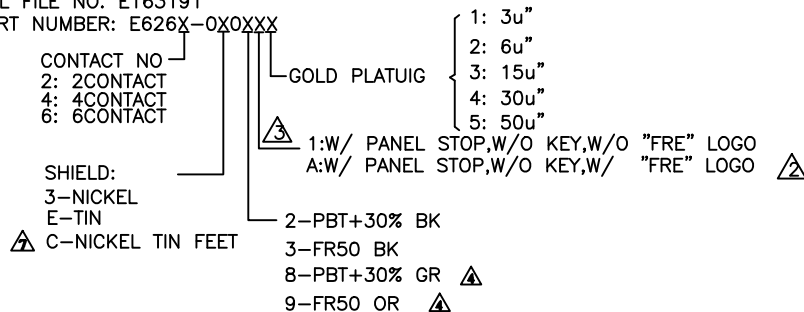 L FILE NO. E163191
RT NUMBER: E626X-0X0XXX
CONTACT NO
2: 2CONTACT
4: 4CONTACT
6: 6CONTACT
GOLD PLATUIG
1: 3u"
2: 6u"
3: 15u"
4: 30u"
5: 50u"
3
1:W/ PANEL STOP,W/O KEY,W/O "FRE" LOGO
A:W/ PANEL STOP,W/O KEY,W/ "FRE" LOGO 2
SHIELD:
3-NICKEL
E-TIN
7 C-NICKEL TIN FEET
2-PBT+30% BK
3-FR50 BK
8-PBT+30% GR 4
9-FR50 OR 4